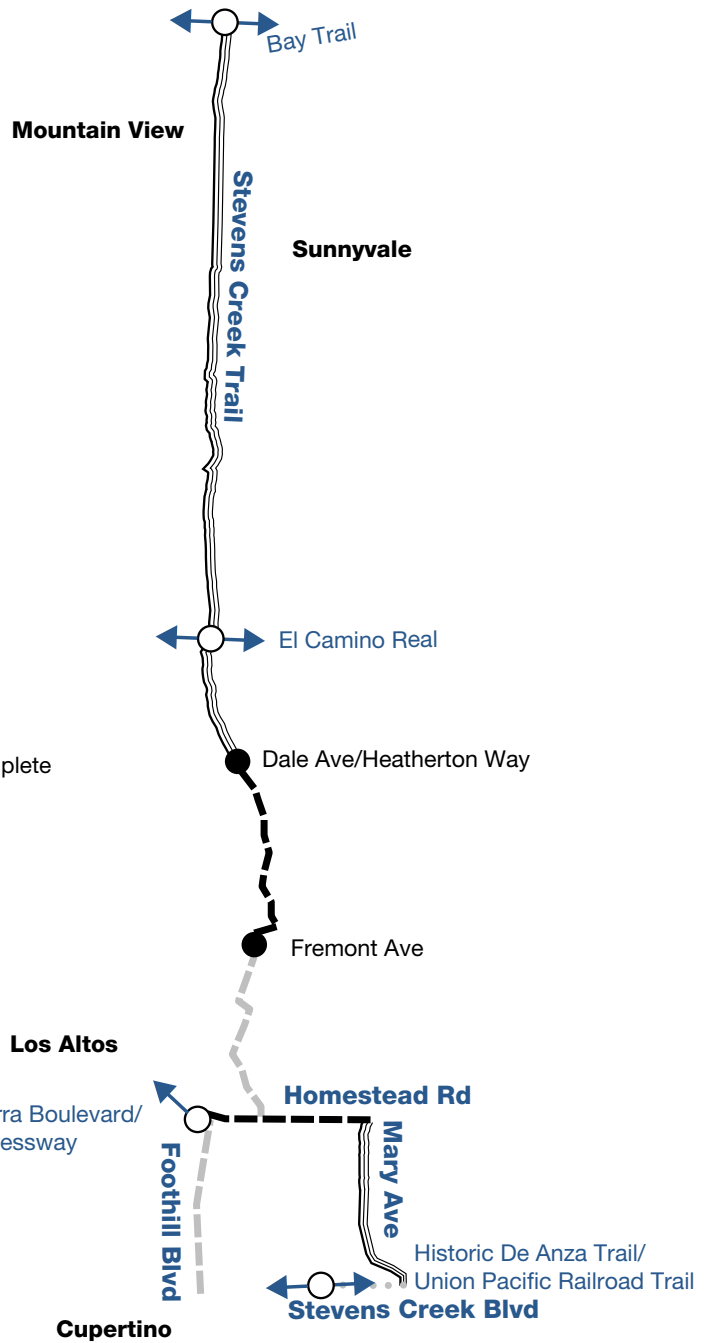 Bay Trail
Mountain View
Stevens Creek Trail
Sunnyvale
El Camino Real
Dale Ave/Heatherton Way
plete
Fremont Ave
Los Altos
Homestead Rd
rra Boulevard/
essway
Mary Ave
Foothill Blvd
Historic De Anza Trail/
Union Pacific Railroad Trail
Stevens Creek Blvd
Cupertino